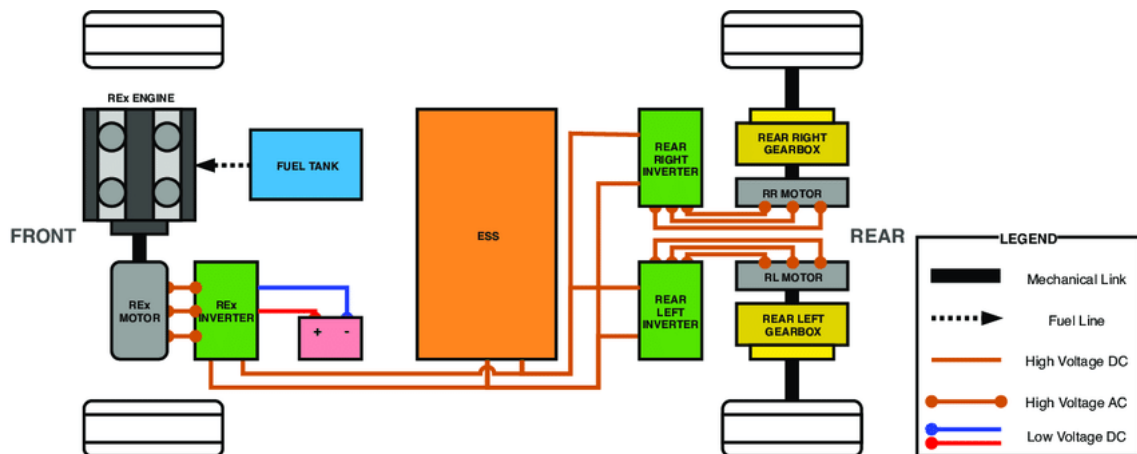 REx ENGINE
FUEL TANK
FRONT
REx
MOTOR
REx
INVERTER
+ -
ESS
REAR
RIGHT
INVERTER
REAR
LEFT
INVERTER
REAR RIGHT
GEARBOX
RR MOTOR
REAR
RL MOTOR
REAR LEFT
GEARBOX
LEGEND
Mechanical Link
Fuel Line
High Voltage DC
High Voltage AC
Low Voltage DC